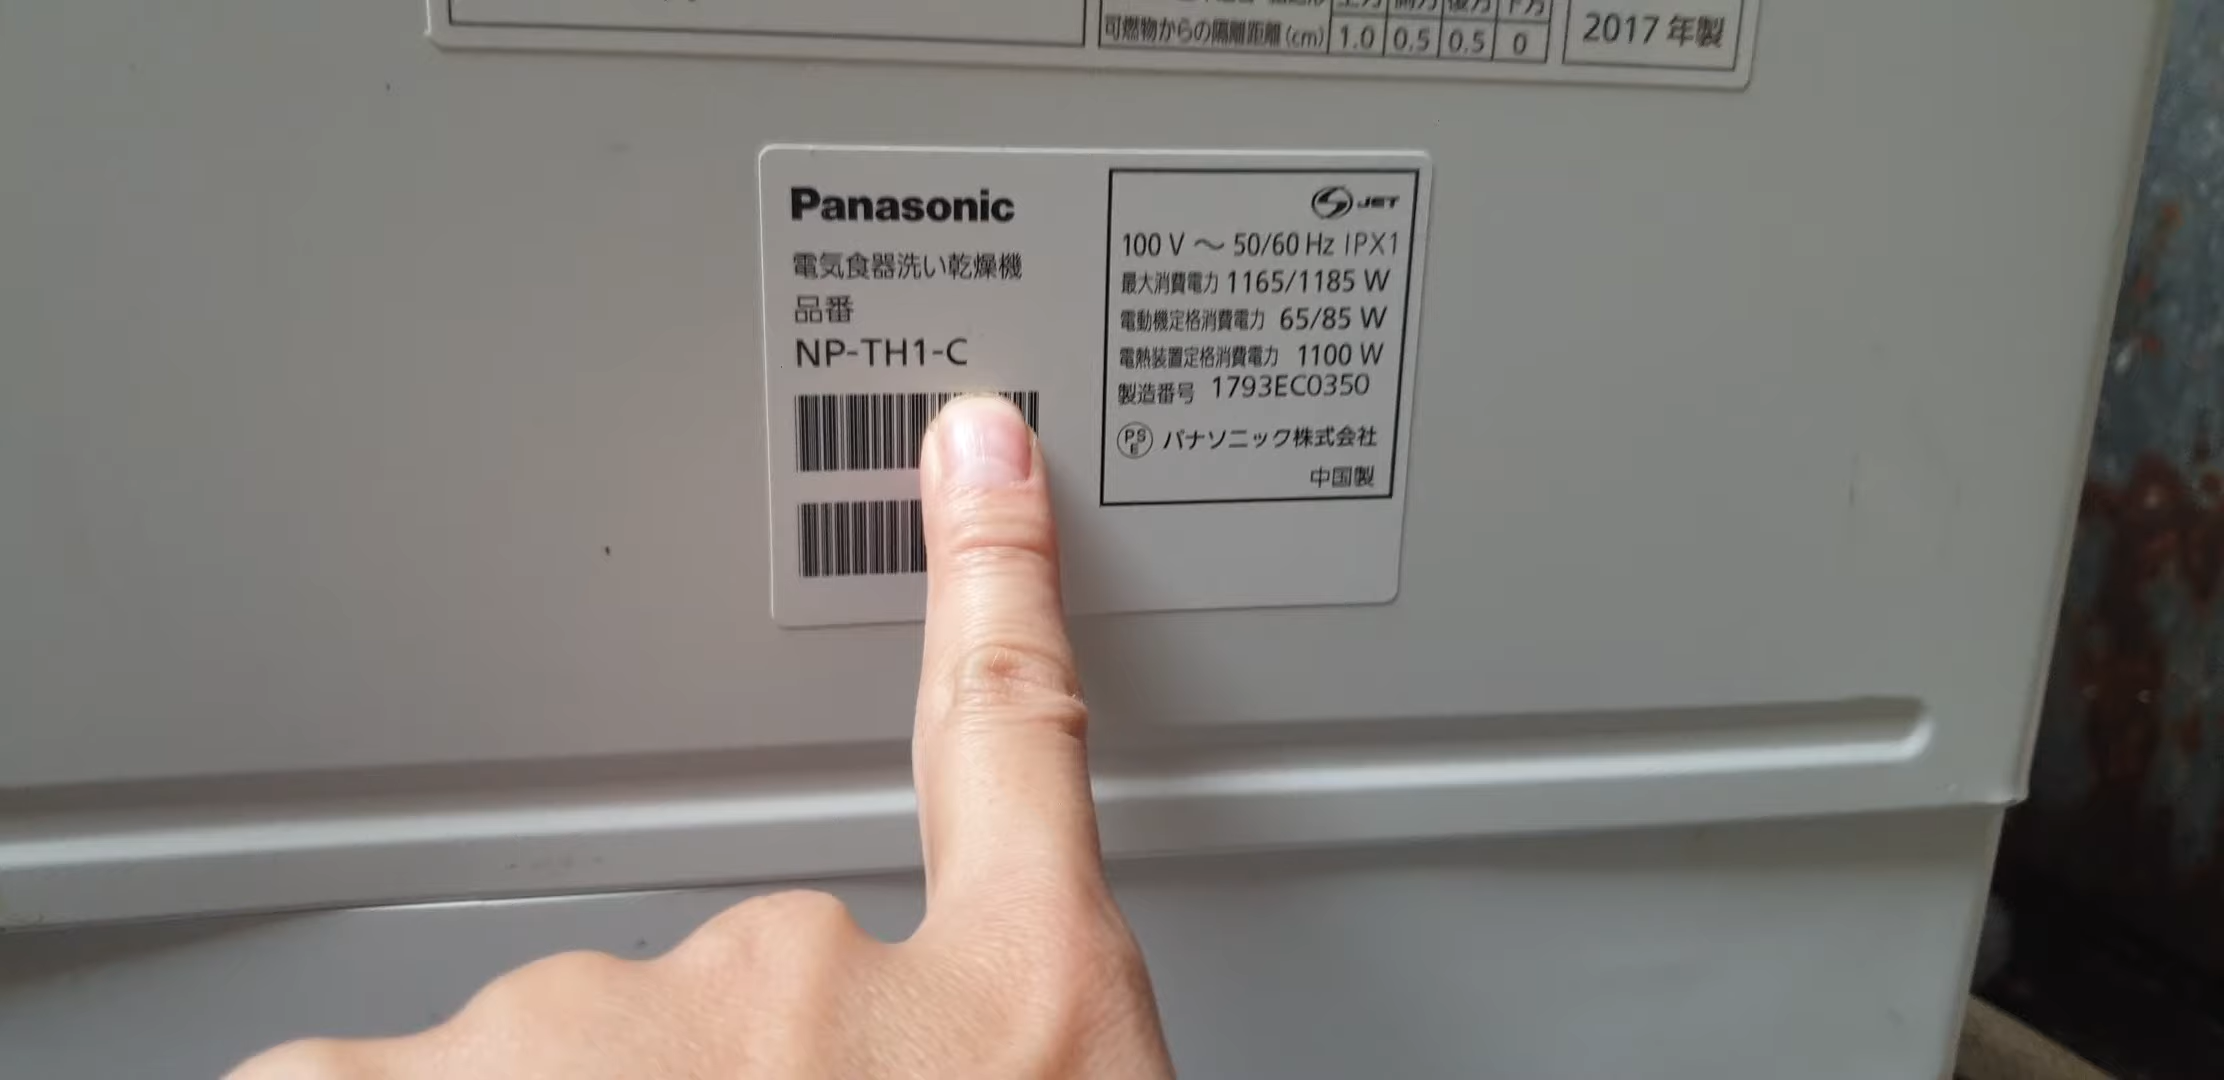 可燃物からの隔離距離(cm) 1.0 0.5 0.5 0
2017年製
Panasonic
電気食器洗い乾燥機
品番
NP-TH1-C
JET
100 V ～ 50/60 Hz IPX1
最大消費電力 1165/1185 W
電動機定格消費電力 65/85 W
電熱装置定格消費電力 1100 W
製造番号 1793EC0350
PSE パナソニック株式会社
中国製